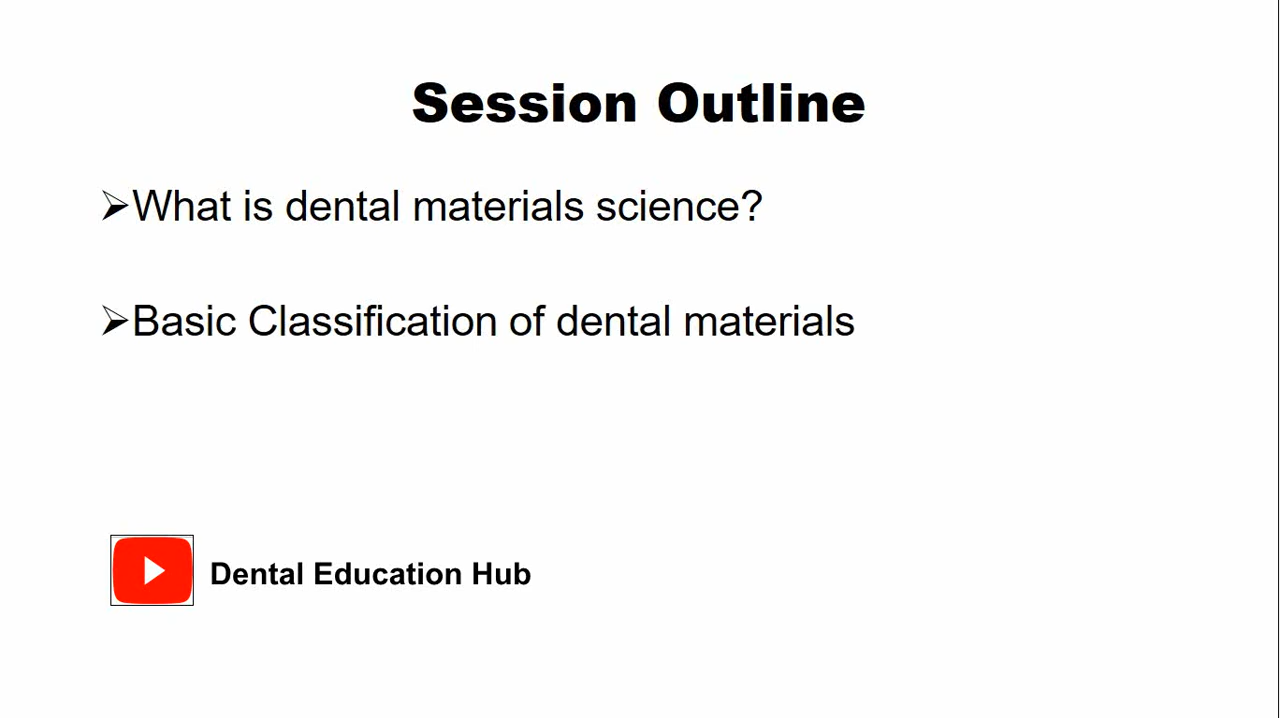 Session Outline
➢What is dental materials science?
➢Basic Classification of dental materials
Dental Education Hub